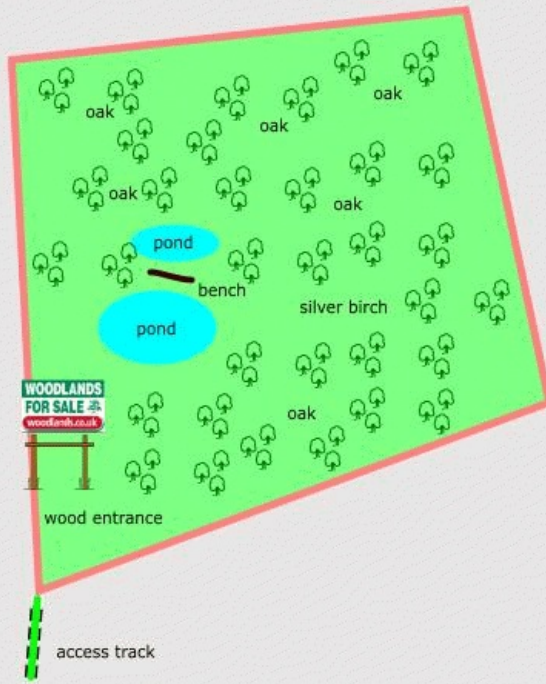 oak
oak
oak
oak
oak
pond
bench
silver birch
pond
WOODLANDS
FOR SALE
woodlands.co.uk
oak
wood entrance
access track